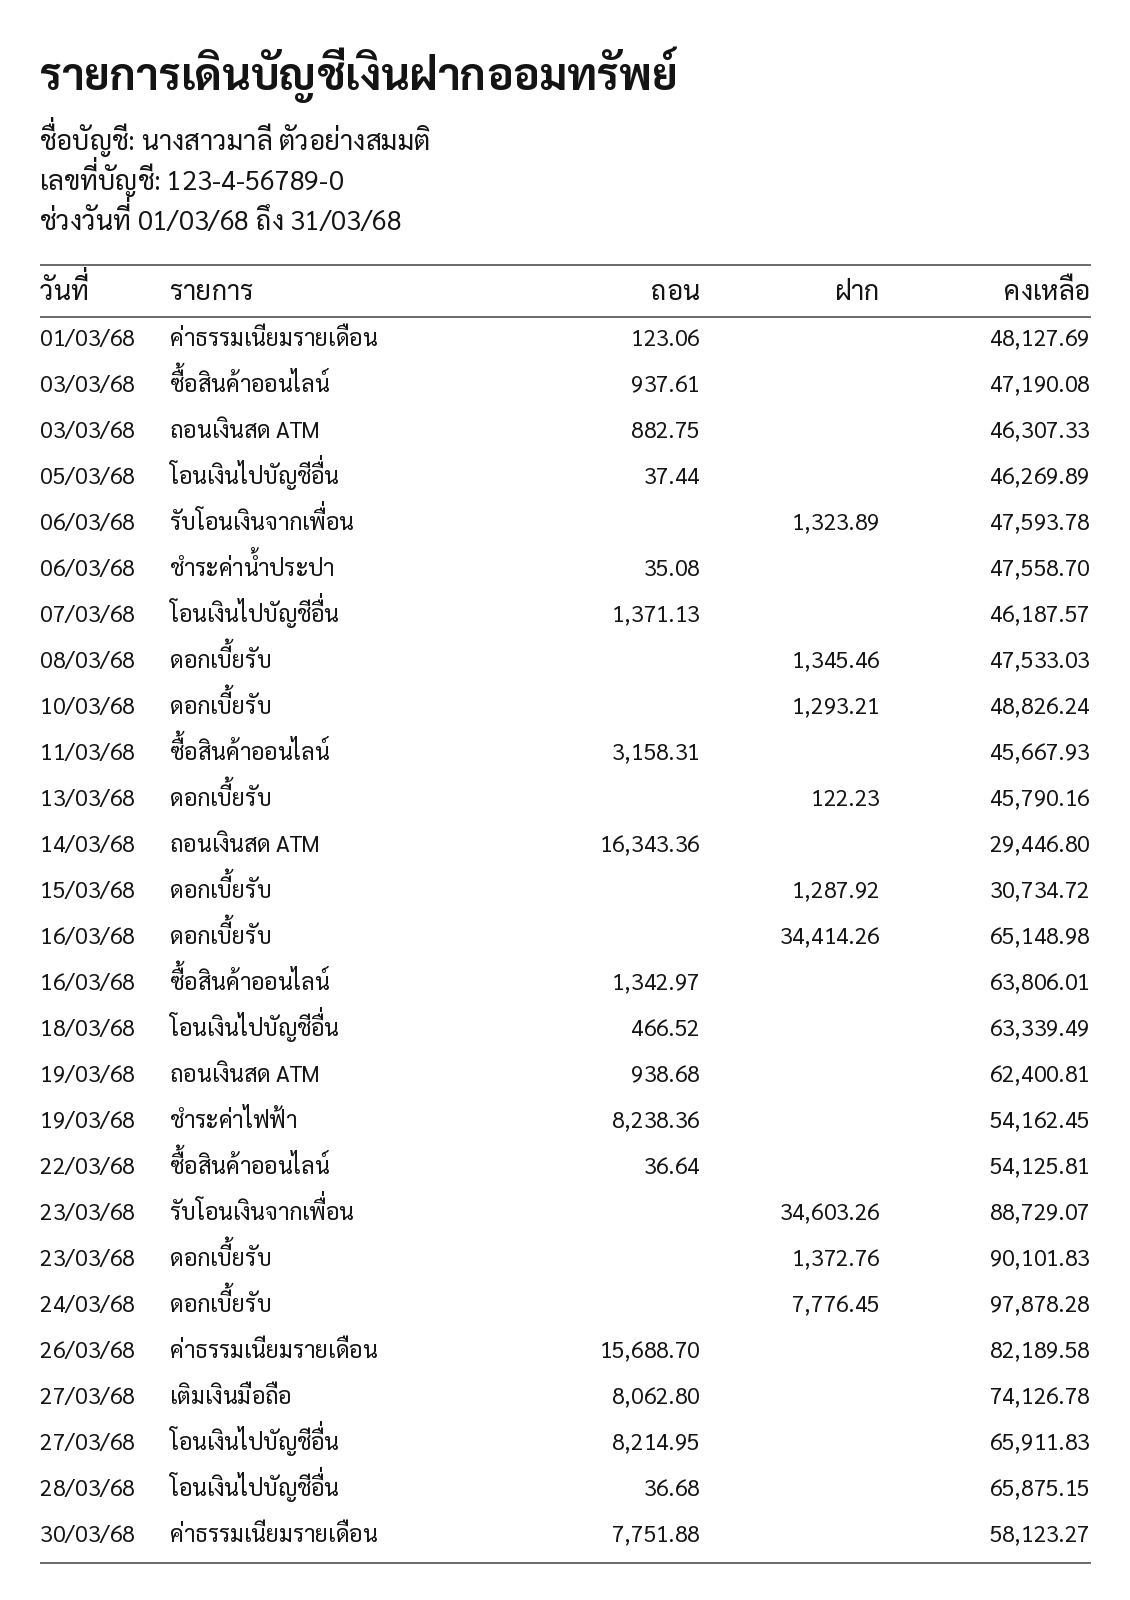 รายการเดินบัญชีเงินฝากออมทรัพย์
ชื่อบัญชี: นางสาวมาลี ตัวอย่างสมมติ
เลขที่บัญชี: 123-4-56789-0
ช่วงวันที่ 01/03/68 ถึง 31/03/68
วันที่ รายการ ถอน ฝาก คงเหลือ
01/03/68 ค่าธรรมเนียมรายเดือน 123.06 48,127.69
03/03/68 ซื้อสินค้าออนไลน์ 937.61 47,190.08
03/03/68 ถอนเงินสด ATM 882.75 46,307.33
05/03/68 โอนเงินไปบัญชีอื่น 37.44 46,269.89
06/03/68 รับโอนเงินจากเพื่อน 1,323.89 47,593.78
06/03/68 ชำระค่าน้ำประปา 35.08 47,558.70
07/03/68 โอนเงินไปบัญชีอื่น 1,371.13 46,187.57
08/03/68 ดอกเบี้ยรับ 1,345.46 47,533.03
10/03/68 ดอกเบี้ยรับ 1,293.21 48,826.24
11/03/68 ซื้อสินค้าออนไลน์ 3,158.31 45,667.93
13/03/68 ดอกเบี้ยรับ 122.23 45,790.16
14/03/68 ถอนเงินสด ATM 16,343.36 29,446.80
15/03/68 ดอกเบี้ยรับ 1,287.92 30,734.72
16/03/68 ดอกเบี้ยรับ 34,414.26 65,148.98
16/03/68 ซื้อสินค้าออนไลน์ 1,342.97 63,806.01
18/03/68 โอนเงินไปบัญชีอื่น 466.52 63,339.49
19/03/68 ถอนเงินสด ATM 938.68 62,400.81
19/03/68 ชำระค่าไฟฟ้า 8,238.36 54,162.45
22/03/68 ซื้อสินค้าออนไลน์ 36.64 54,125.81
23/03/68 รับโอนเงินจากเพื่อน 34,603.26 88,729.07
23/03/68 ดอกเบี้ยรับ 1,372.76 90,101.83
24/03/68 ดอกเบี้ยรับ 7,776.45 97,878.28
26/03/68 ค่าธรรมเนียมรายเดือน 15,688.70 82,189.58
27/03/68 เติมเงินมือถือ 8,062.80 74,126.78
27/03/68 โอนเงินไปบัญชีอื่น 8,214.95 65,911.83
28/03/68 โอนเงินไปบัญชีอื่น 36.68 65,875.15
30/03/68 ค่าธรรมเนียมรายเดือน 7,751.88 58,123.27